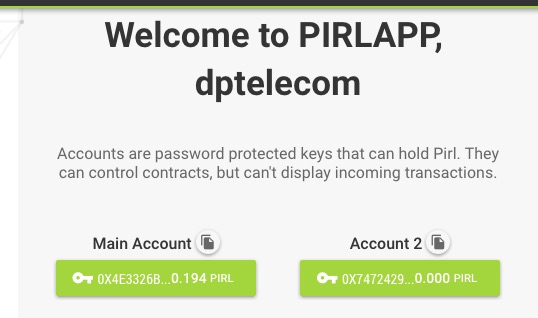 Welcome to PIRLAPP,
dptelecom
Accounts are password protected keys that can hold Pirl. They
can control contracts, but can't display incoming transactions.
Main Account
Account 2
0X4E3326B...0.194 PIRL
0X7472429...0.000 PIRL